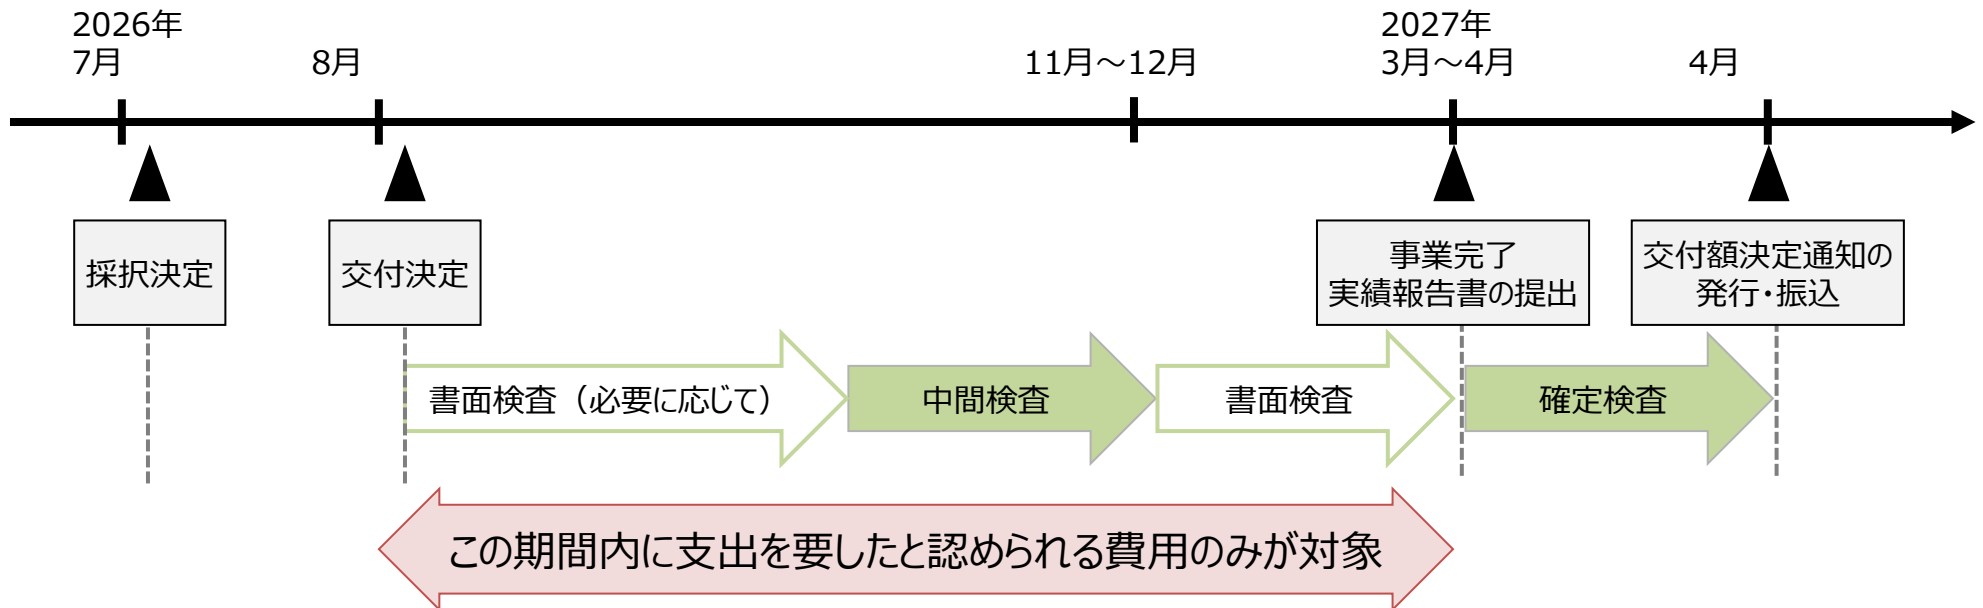 2026年
7月
8月
11月～12月
2027年
3月～4月
4月
採択決定
交付決定
事業完了
実績報告書の提出
交付額決定通知の
発行・振込
書面検査（必要に応じて）
中間検査
書面検査
確定検査
この期間内に支出を要したと認められる費用のみが対象